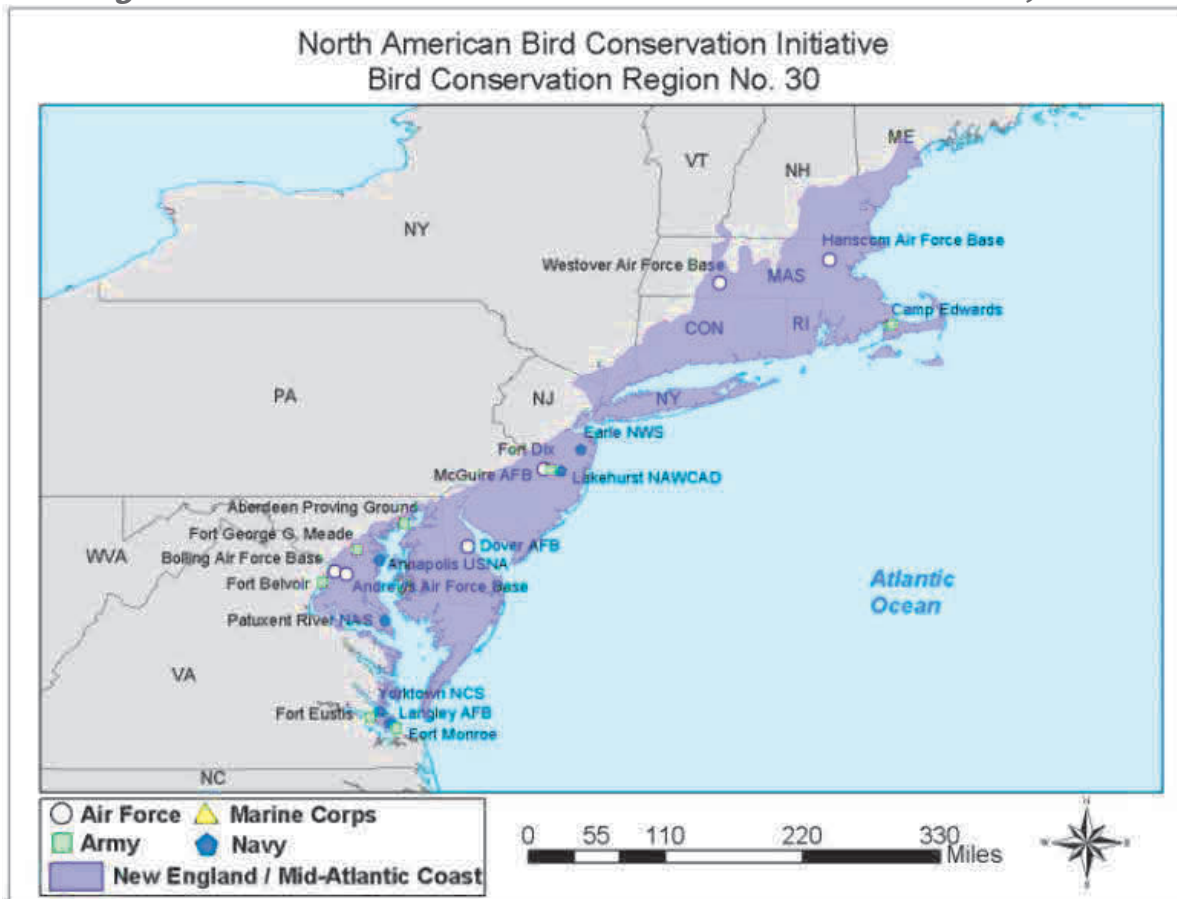 North American Bird Conservation Initiative
Bird Conservation Region No. 30
ME
VT
NH
NY
Hanscom Air Force Base
Westover Air Force Base
MAS
Camp Edwards
CON
RI
PA
NJ
NY
Earle NWS
Fort Dix
McGuire AFB
Lakehurst NAWCAD
Aberdeen Proving Ground
Fort George G. Meade
WVA
Bolling Air Force Base
Dover AFB
Annapolis USNA
Fort Belvoir
Andrews Air Force Base
Atlantic
Ocean
Patuxent River NAS
VA
Yorktown NCS
Fort Eustis
Langley AFB
Fort Monroe
NC
Air Force
Marine Corps
Army
Navy
New England / Mid-Atlantic Coast
0 55 110 220 330
Miles
N
W E
S